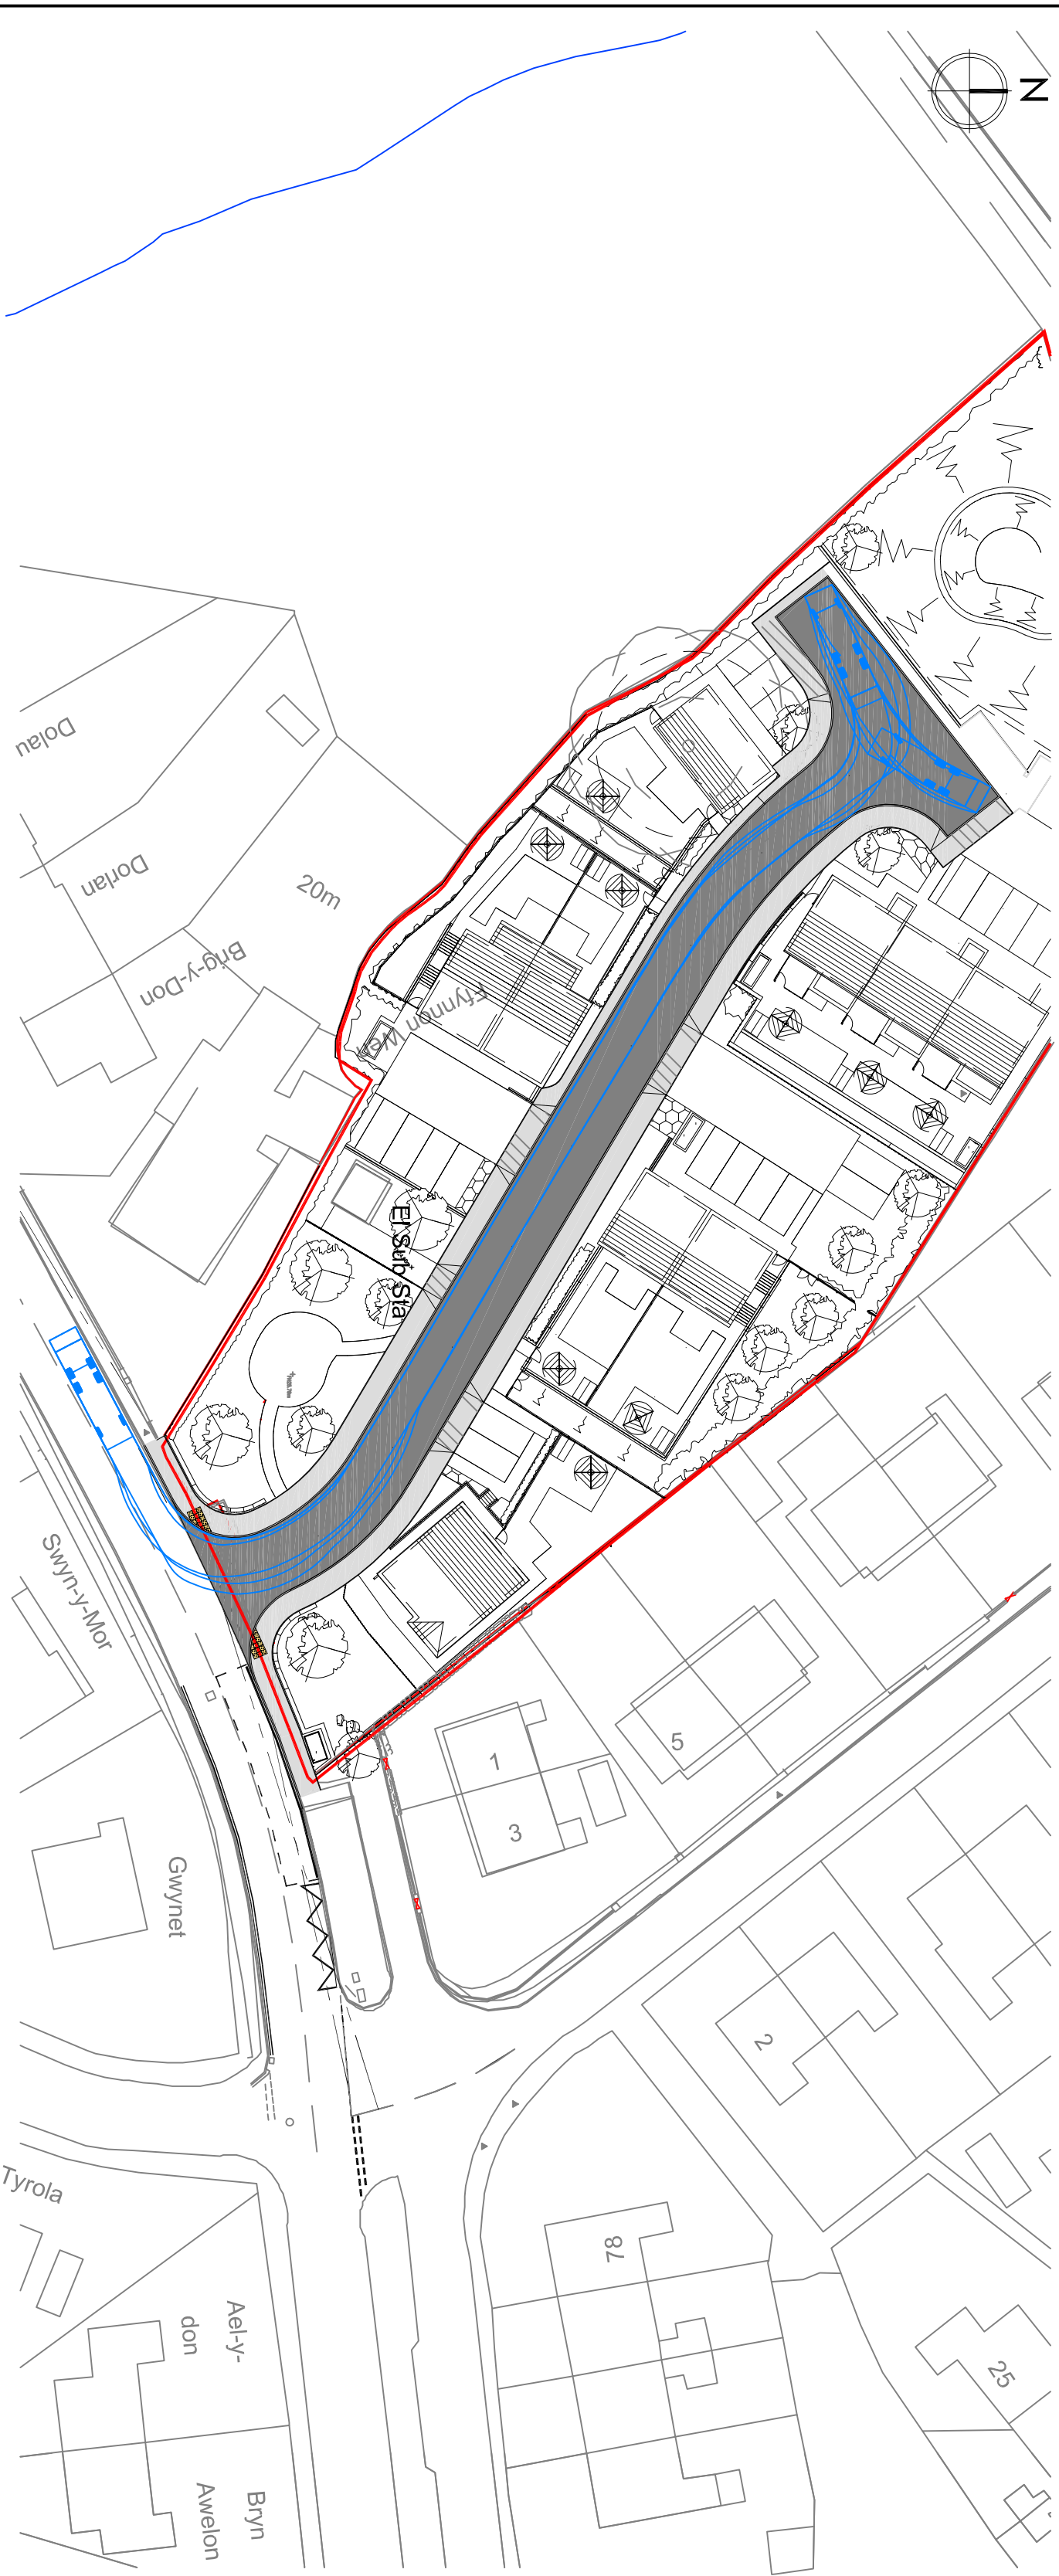 N
Dolau
Dorlan
20m
Brig-y-Don
Ffynnon Wen
El Sub Sta
Swyn-y-Mor
1
3
5
Gwynet
2
Tyrola
78
Ael-y-
don
25
Bryn
Awelon